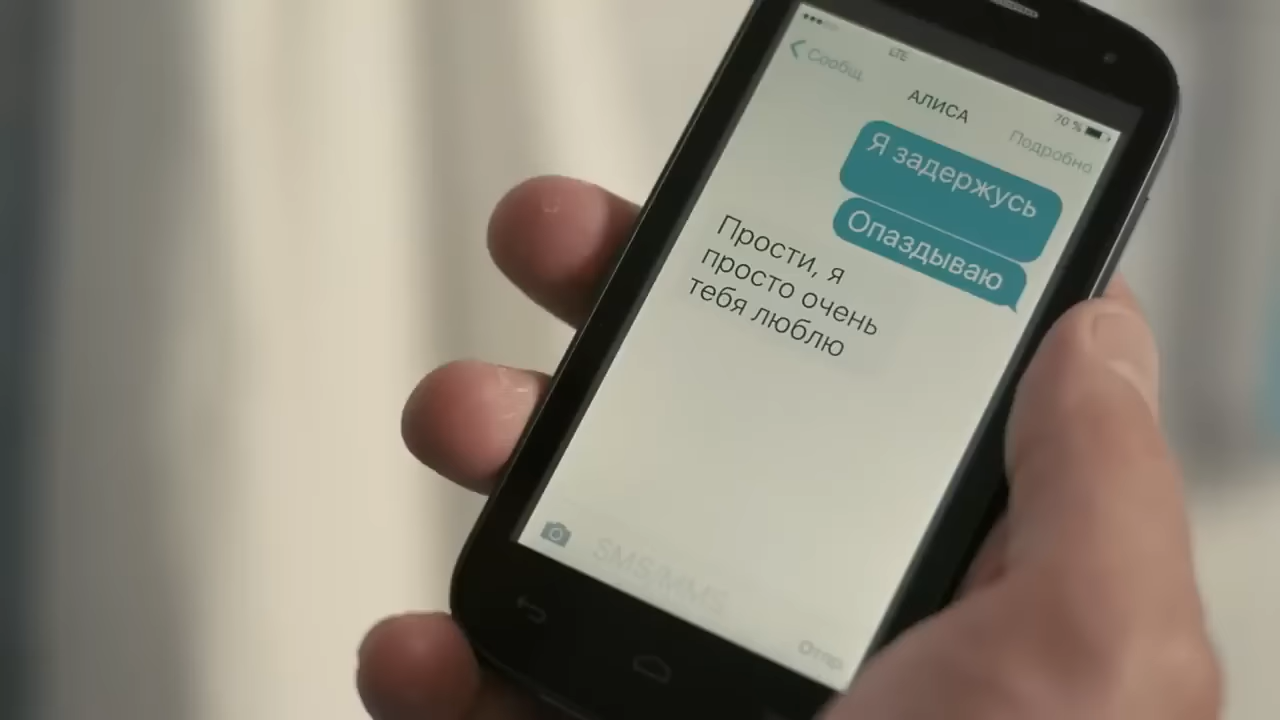 LTE
70 %
Сообщ
АЛИСА
Подробно
Я задержусь
Опаздываю
Прости, я
просто очень
тебя люблю
SMS/MMS
Отпр.